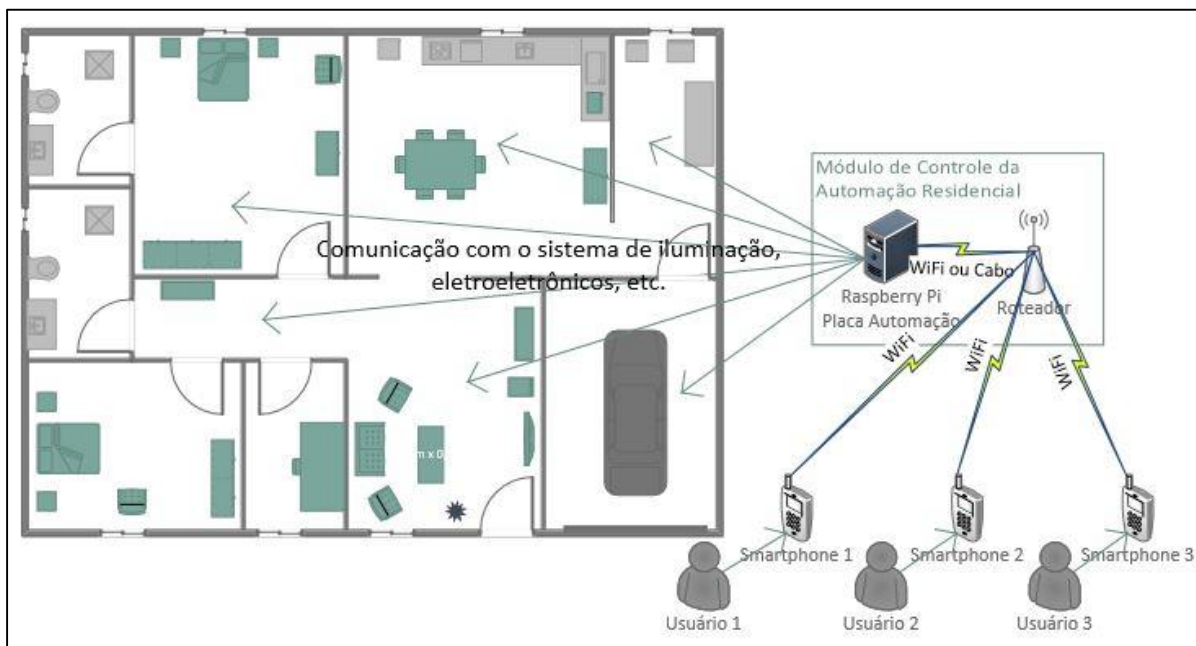 Módulo de Controle da
Automação Residencial
Comunicação com o sistema de iluminação,
eletroeletrônicos, etc.
WiFi ou Cabo
Raspberry Pi
Placa Automação
Roteador
WiFi
WiFi
WiFi
m x 0
Smartphone 1
Smartphone 2
Smartphone 3
Usuário 1
Usuário 2
Usuário 3